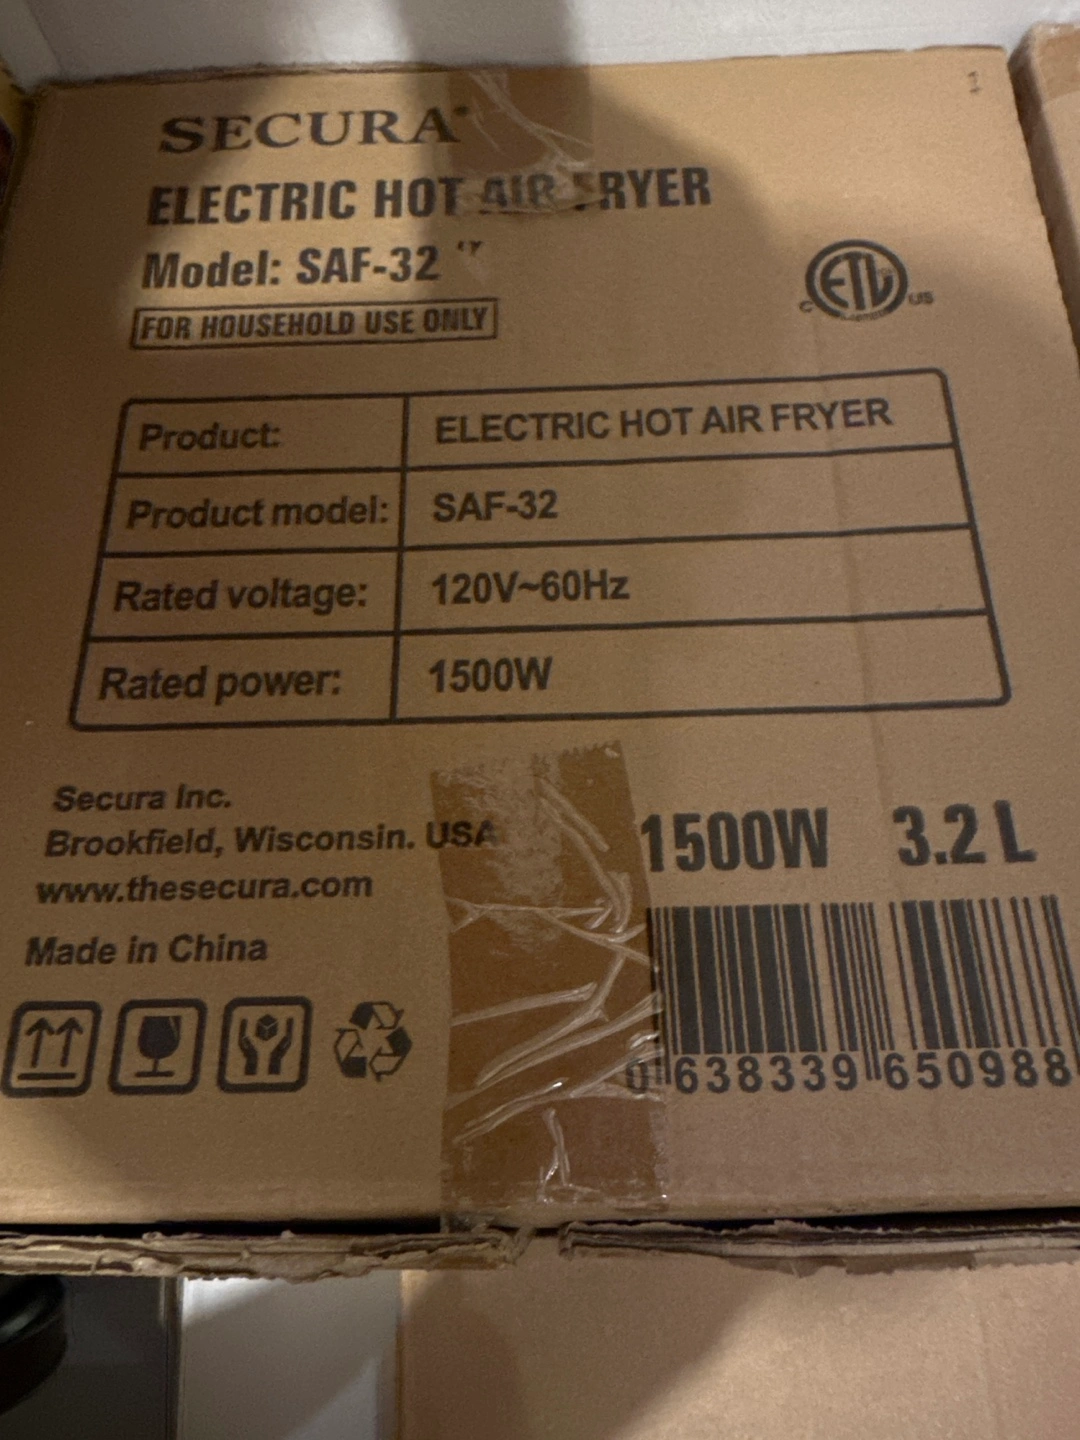 SECURA®
ELECTRIC HOT AIR FRYER
Model: SAF-32
FOR HOUSEHOLD USE ONLY
C ETL US
Product: ELECTRIC HOT AIR FRYER
Product model: SAF-32
Rated voltage: 120V~60Hz
Rated power: 1500W
Secura Inc.
Brookfield, Wisconsin. USA
www.thesecura.com
Made in China
1500W 3.2 L
0 638339 650988